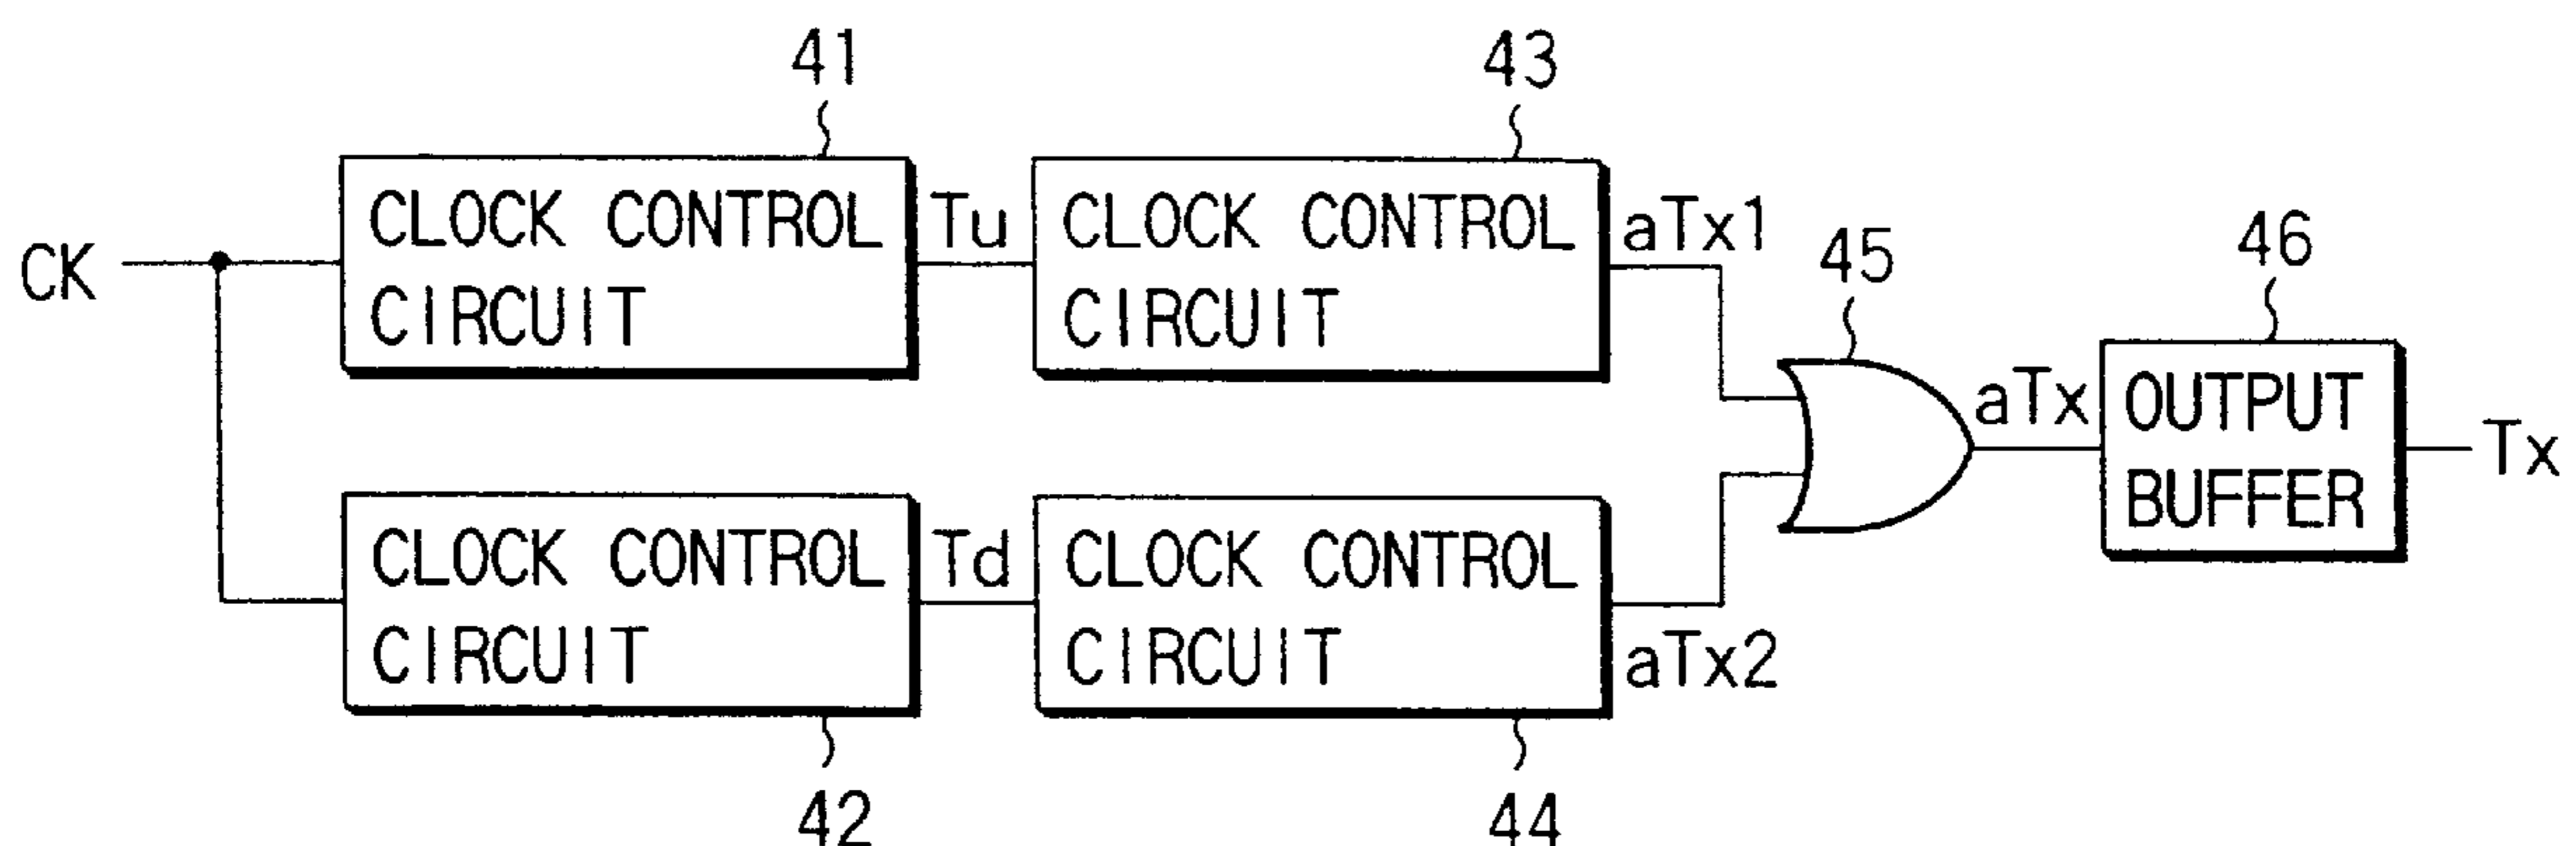 41
43
CK
CLOCK CONTROL
CIRCUIT
Tu
CLOCK CONTROL
CIRCUIT
aTx1
45
46
aTx
OUTPUT
BUFFER
Tx
CLOCK CONTROL
CIRCUIT
Td
CLOCK CONTROL
CIRCUIT
aTx2
42
44